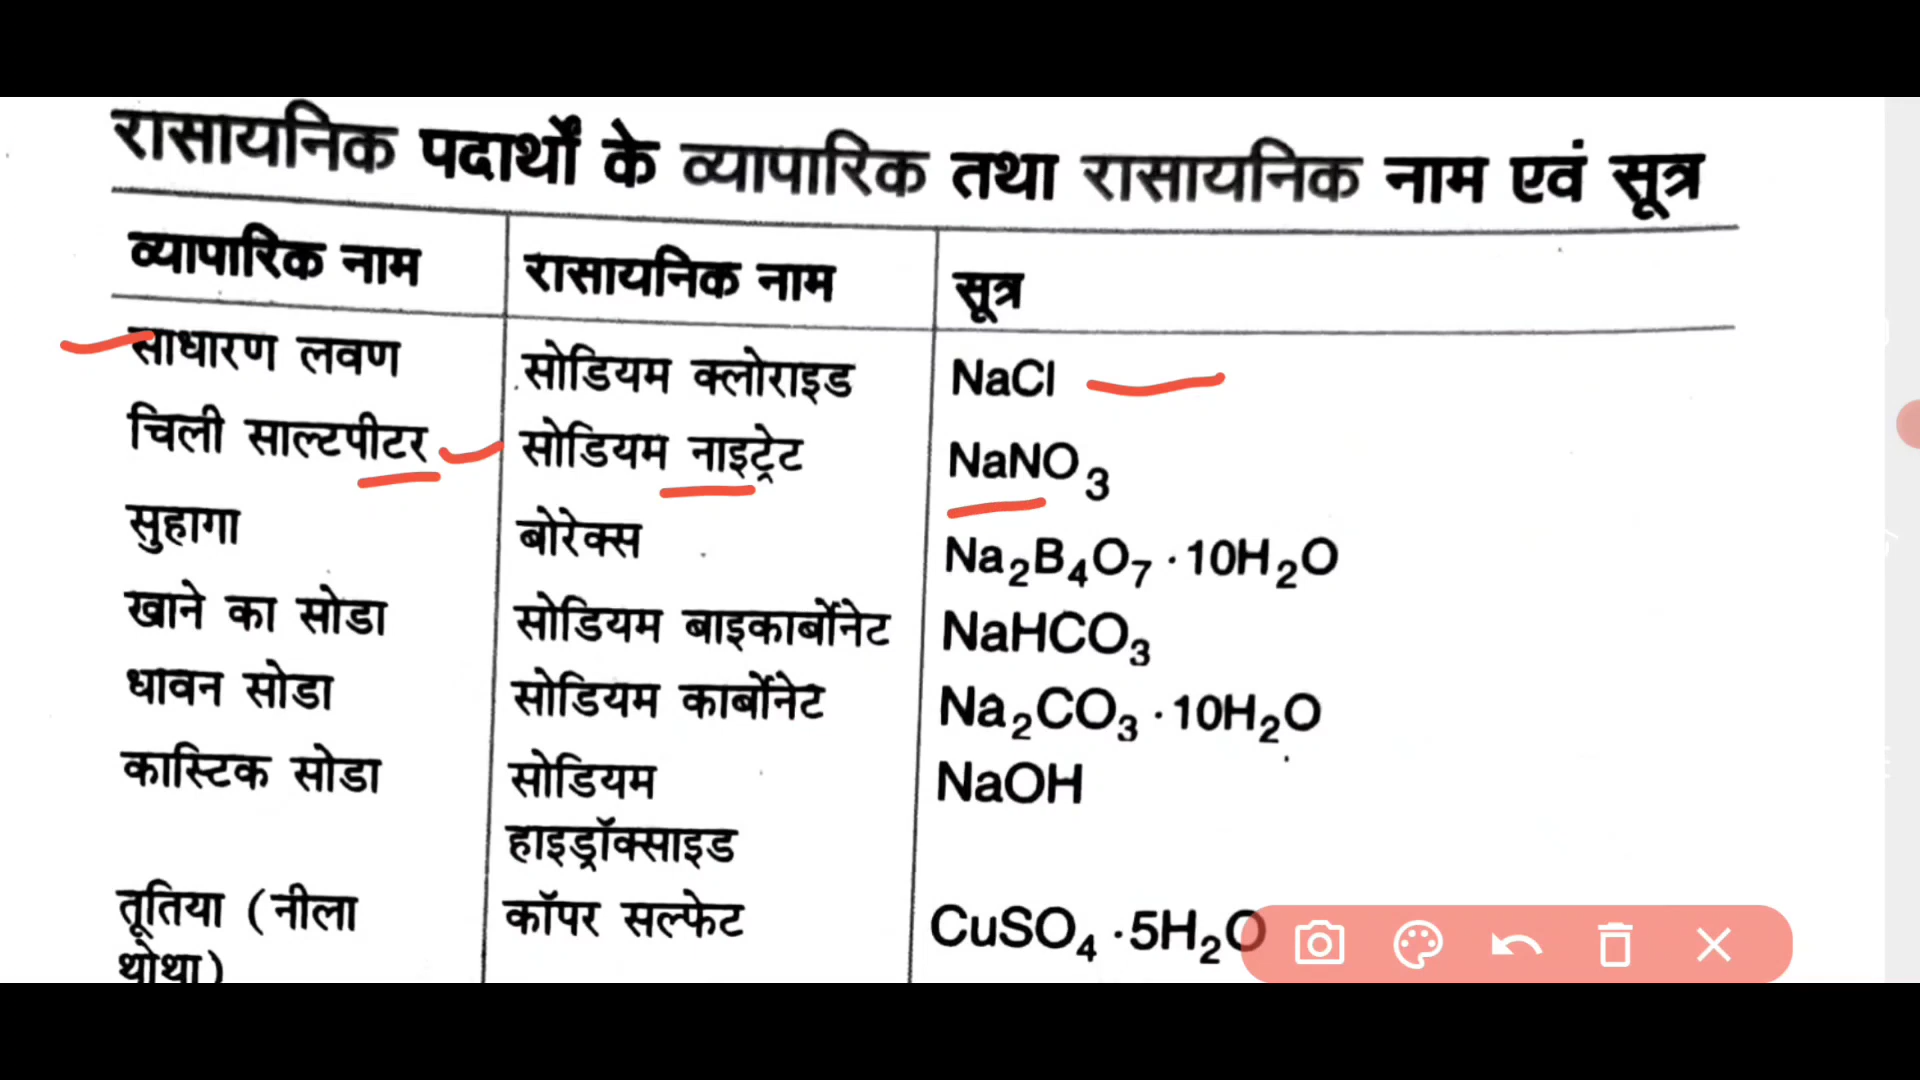 रासायनिक पदार्थों के व्यापारिक तथा रासायनिक नाम एवं सूत्र
व्यापारिक नाम रासायनिक नाम सूत्र
साधारण लवण सोडियम क्लोराइड NaCl
चिली साल्टपीटर सोडियम नाइट्रेट NaNO₃
सुहागा बोरेक्स Na₂B₄O₇·10H₂O
खाने का सोडा सोडियम बाइकार्बोनेट NaHCO₃
धावन सोडा सोडियम कार्बोनेट Na₂CO₃·10H₂O
कास्टिक सोडा सोडियम NaOH
हाइड्रॉक्साइड
तूतिया (नीला कॉपर सल्फेट CuSO₄·5H₂O
थोथा)